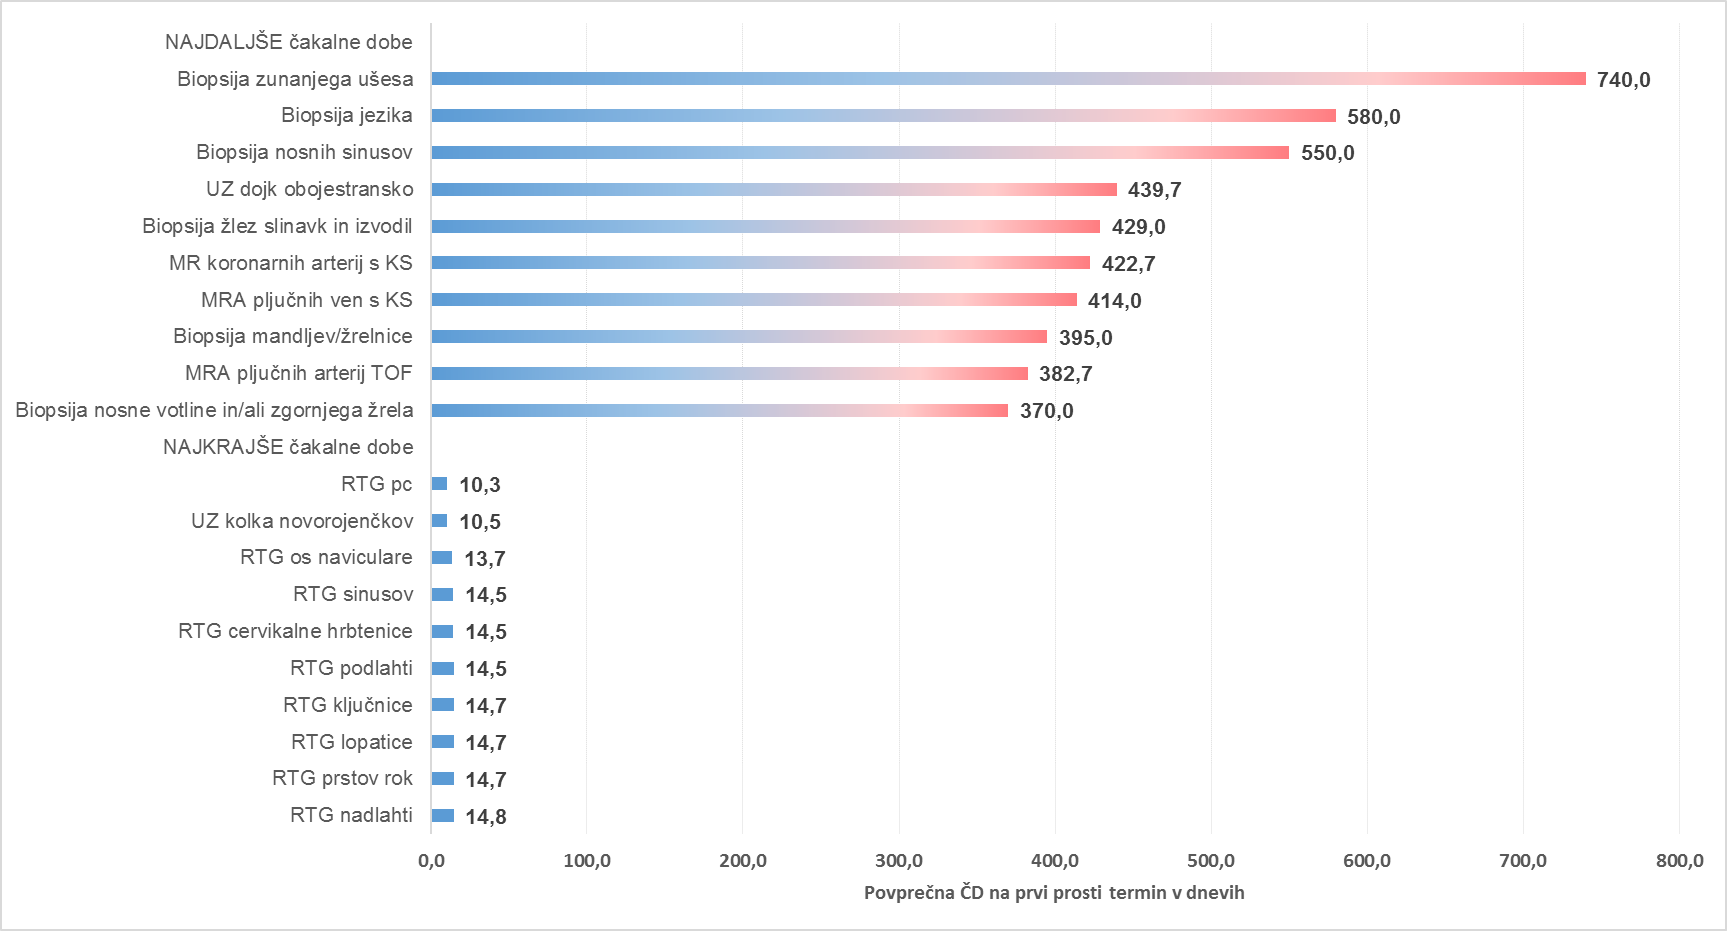 NAJDALJŠE čakalne dobe
Biopsija zunanjega ušesa 740,0
Biopsija jezika 580,0
Biopsija nosnih sinusov 550,0
UZ dojk obojestransko 439,7
Biopsija žlez slinavk in izvodil 429,0
MR koronarnih arterij s KS 422,7
MRA pljučnih ven s KS 414,0
Biopsija mandljev/žrelnice 395,0
MRA pljučnih arterij TOF 382,7
Biopsija nosne votline in/ali zgornjega žrela 370,0
NAJKRAJŠE čakalne dobe
RTG pc 10,3
UZ kolka novorojenčkov 10,5
RTG os naviculare 13,7
RTG sinusov 14,5
RTG cervikalne hrbtenice 14,5
RTG podlahti 14,5
RTG ključnice 14,7
RTG lopatice 14,7
RTG prstov rok 14,7
RTG nadlahti 14,8
0,0 100,0 200,0 300,0 400,0 500,0 600,0 700,0 800,0
Povprečna ČD na prvi prosti termin v dnevih